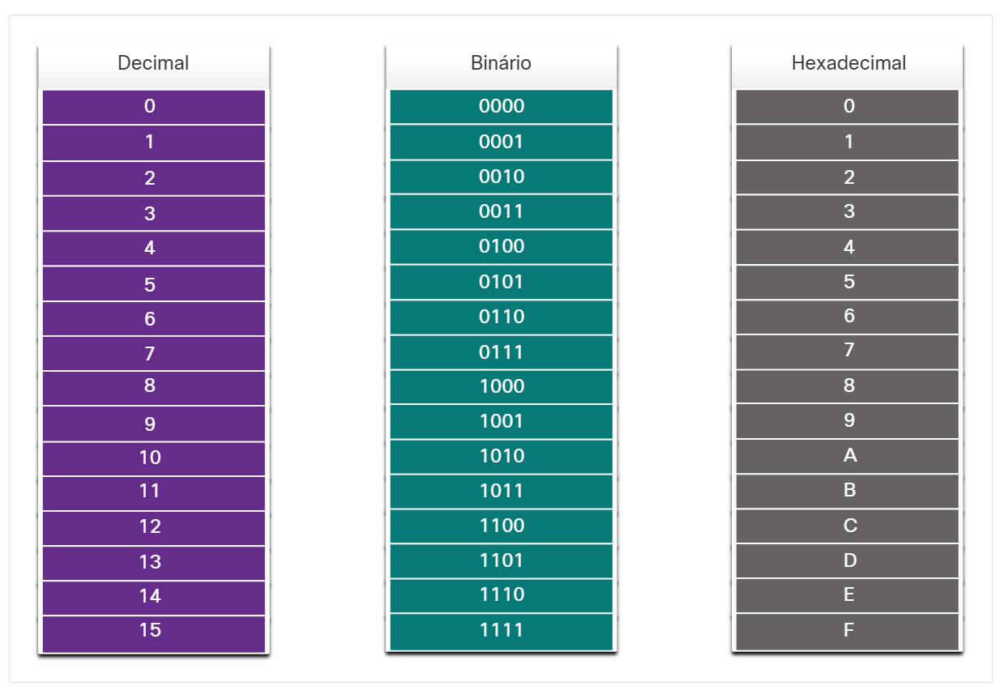 Decimal Binário Hexadecimal
0 0000 0
1 0001 1
2 0010 2
3 0011 3
4 0100 4
5 0101 5
6 0110 6
7 0111 7
8 1000 8
9 1001 9
10 1010 A
11 1011 B
12 1100 C
13 1101 D
14 1110 E
15 1111 F